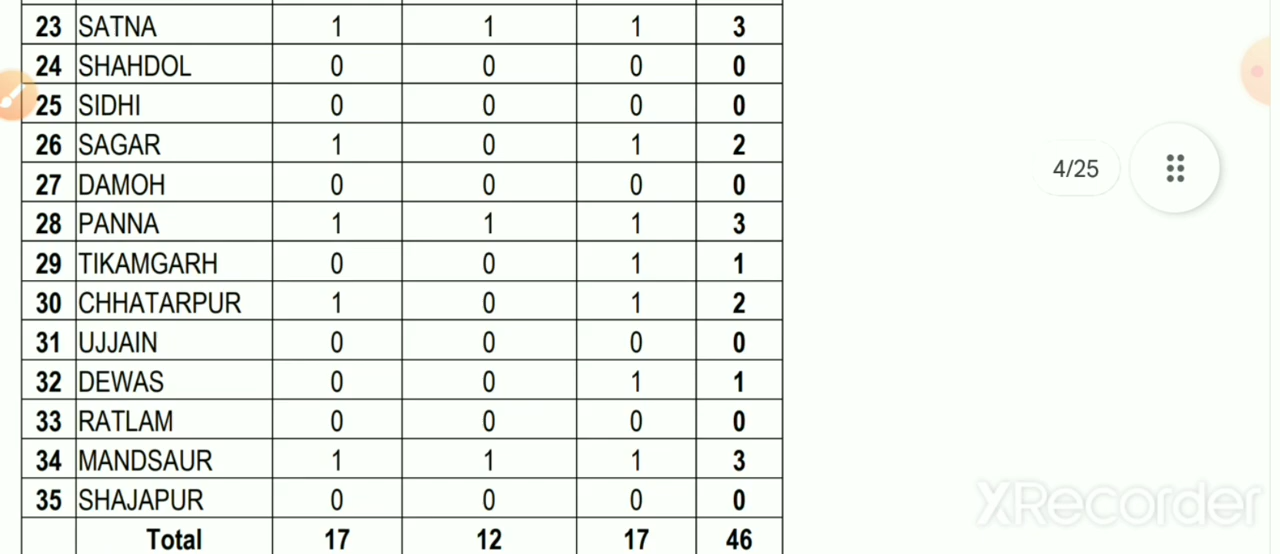 23 SATNA 1 1 1 3
24 SHAHDOL 0 0 0 0
25 SIDHI 0 0 0 0
26 SAGAR 1 0 1 2
4/25
27 DAMOH 0 0 0 0
28 PANNA 1 1 1 3
29 TIKAMGARH 0 0 1 1
30 CHHATARPUR 1 0 1 2
31 UJJAIN 0 0 0 0
32 DEWAS 0 0 1 1
33 RATLAM 0 0 0 0
34 MANDSAUR 1 1 1 3
35 SHAJAPUR 0 0 0 0
XRecorder
Total 17 12 17 46